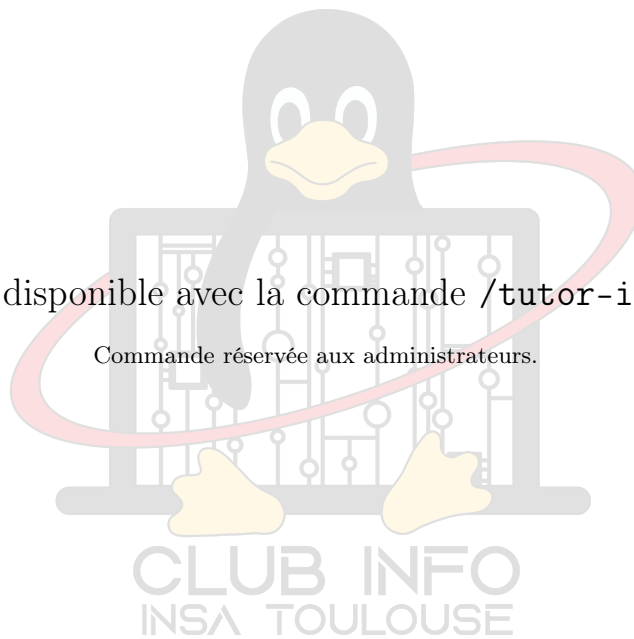 disponible avec la commande /tutor-i
Commande réservée aux administrateurs.
CLUB INFO
INSA TOULOUSE